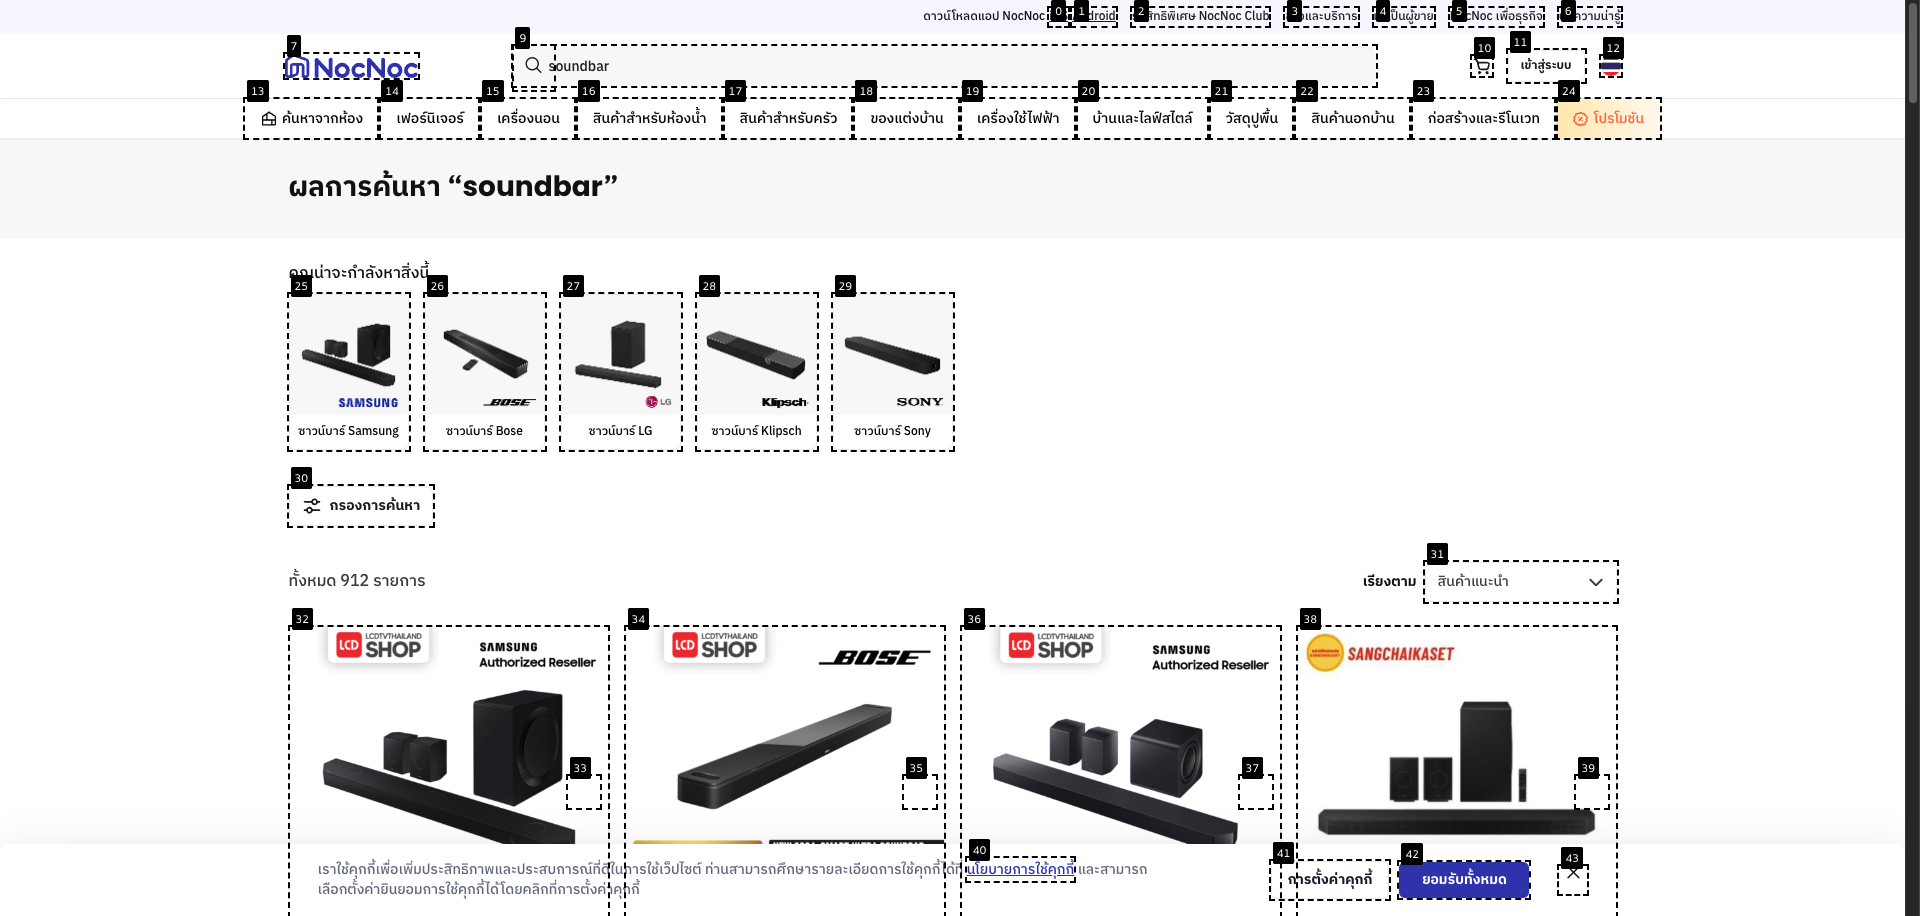 ดาวน์โหลดแอป NocNoc
NocNoc Club
และบริการ
เป็นผู้ขาย
เพื่อธุรกิจ
ความน่ารู้
NocNoc
soundbar
เข้าสู่ระบบ
ค้นหาจากห้อง
เฟอร์นิเจอร์
เครื่องนอน
สินค้าสำหรับห้องน้ำ
สินค้าสำหรับครัว
ของแต่งบ้าน
เครื่องใช้ไฟฟ้า
บ้านและไลฟ์สไตล์
วัสดุปูพื้น
สินค้านอกบ้าน
ก่อสร้างและรีโนเวท
โปรโมชัน
ผลการค้นหา “soundbar”
คุณน่าจะกำลังหาสิ่งนี้
SAMSUNG
BOSE
LG
Klipsch
SONY
ซาวน์บาร์ Samsung
ซาวน์บาร์ Bose
ซาวน์บาร์ LG
ซาวน์บาร์ Klipsch
ซาวน์บาร์ Sony
กรองการค้นหา
ทั้งหมด 912 รายการ
เรียงตาม
สินค้าแนะนำ
LCD LCDTVTHAILAND SHOP
SAMSUNG
Authorized Reseller
LCD LCDTVTHAILAND SHOP
BOSE
LCD LCDTVTHAILAND SHOP
SAMSUNG
Authorized Reseller
SANGCHAIKASET
เราใช้คุกกี้เพื่อเพิ่มประสิทธิภาพและประสบการณ์ที่ดีในการใช้เว็บไซต์ ท่านสามารถศึกษารายละเอียดการใช้คุกกี้ได้ที่ นโยบายการใช้คุกกี้ และสามารถ
เลือกตั้งค่ายินยอมการใช้คุกกี้ได้โดยคลิกที่การตั้งค่าคุกกี้
การตั้งค่าคุกกี้
ยอมรับทั้งหมด
0
1
2
3
4
5
6
7
9
10
11
12
13
14
15
16
17
18
19
20
21
22
23
24
25
26
27
28
29
30
31
32
33
34
35
36
37
38
39
40
41
42
43